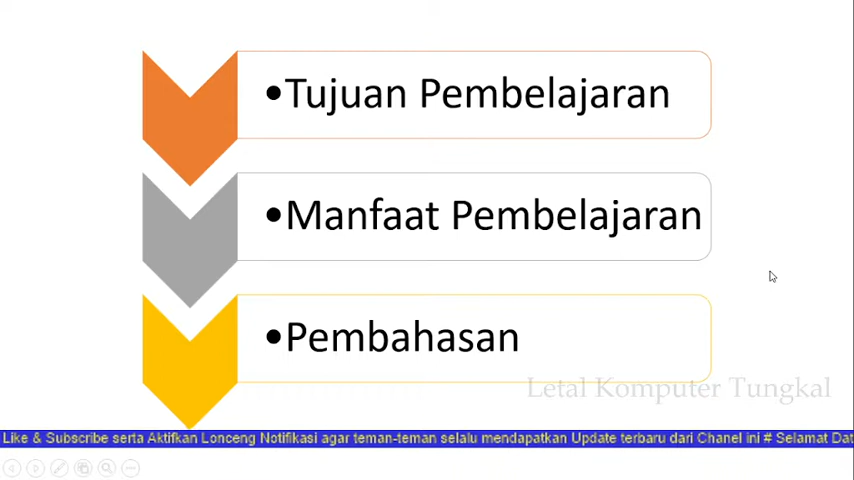 •Tujuan Pembelajaran
•Manfaat Pembelajaran
•Pembahasan
Letal Komputer Tungkal
Like & Subscribe serta Aktifkan Lonceng Notifikasi agar teman-teman selalu mendapatkan Update terbaru dari Chanel ini # Selamat Dat